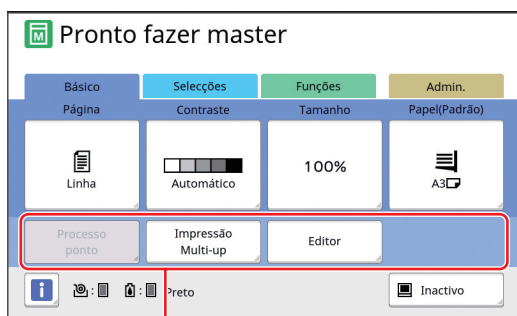 Pronto fazer master
Básico
Selecções
Funções
Admin.
Página
Contraste
Tamanho
Papel(Padrão)
Linha
Automático
100%
A3
Processo
ponto
Impressão
Multi-up
Editor
i
: : Preto
Inactivo